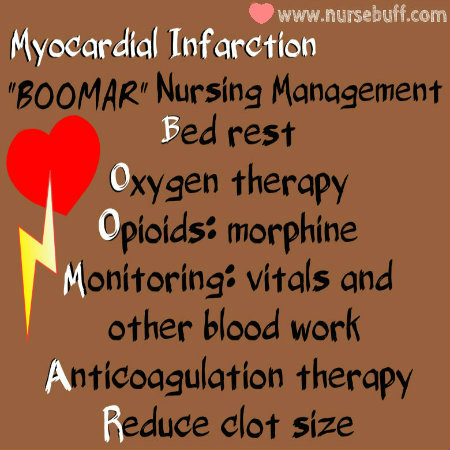 www.nursebuff.com
Myocardial Infarction
"BOOMAR" Nursing Management
Bed rest
Oxygen therapy
Opioids: morphine
Monitoring: vitals and
other blood work
Anticoagulation therapy
Reduce clot size